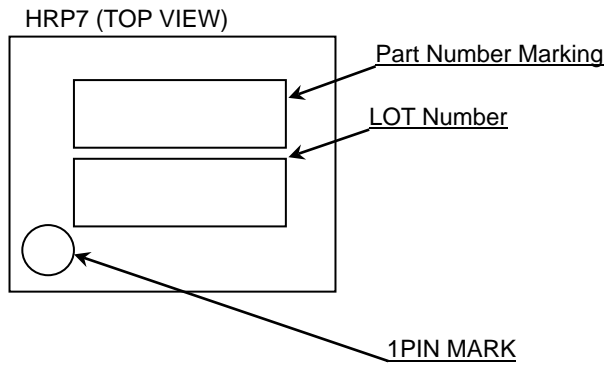 HRP7 (TOP VIEW)
Part Number Marking
LOT Number
1PIN MARK